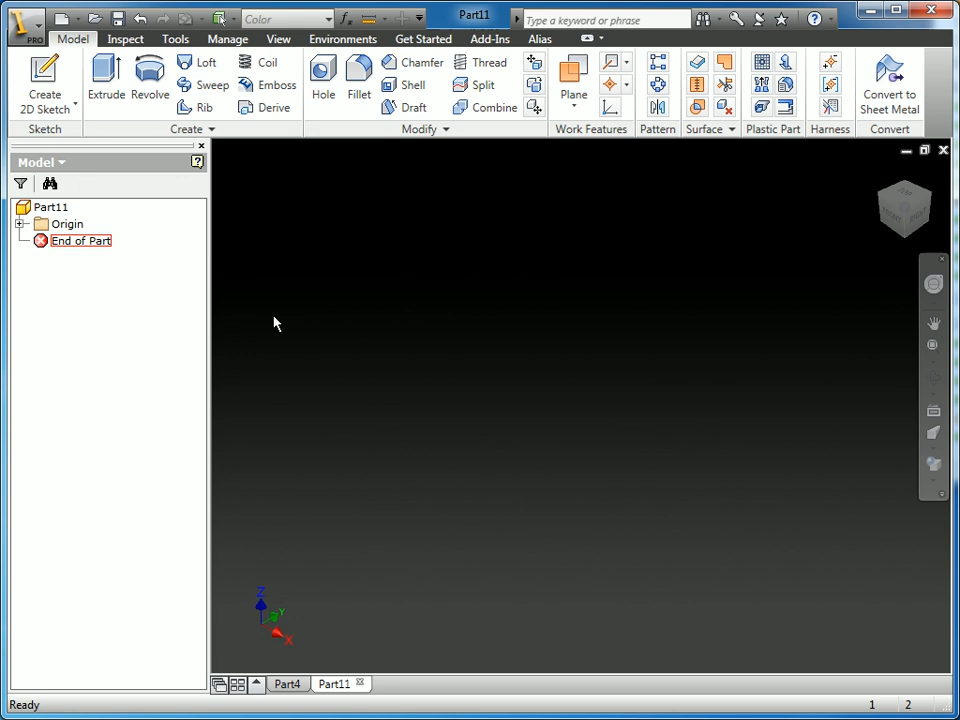 PRO
Color
Part11
Type a keyword or phrase
Model Inspect Tools Manage View Environments Get Started Add-Ins Alias
Create 2D Sketch
Extrude
Revolve
Loft
Sweep
Rib
Coil
Emboss
Derive
Hole
Fillet
Chamfer
Shell
Draft
Thread
Split
Combine
Plane
Convert to Sheet Metal
Sketch Create Modify Work Features Pattern Surface Plastic Part Harness Convert
Model
Part11
Origin
End of Part
FRONT
RIGHT
Z
Y
X
Part4
Part11
Ready
1 2